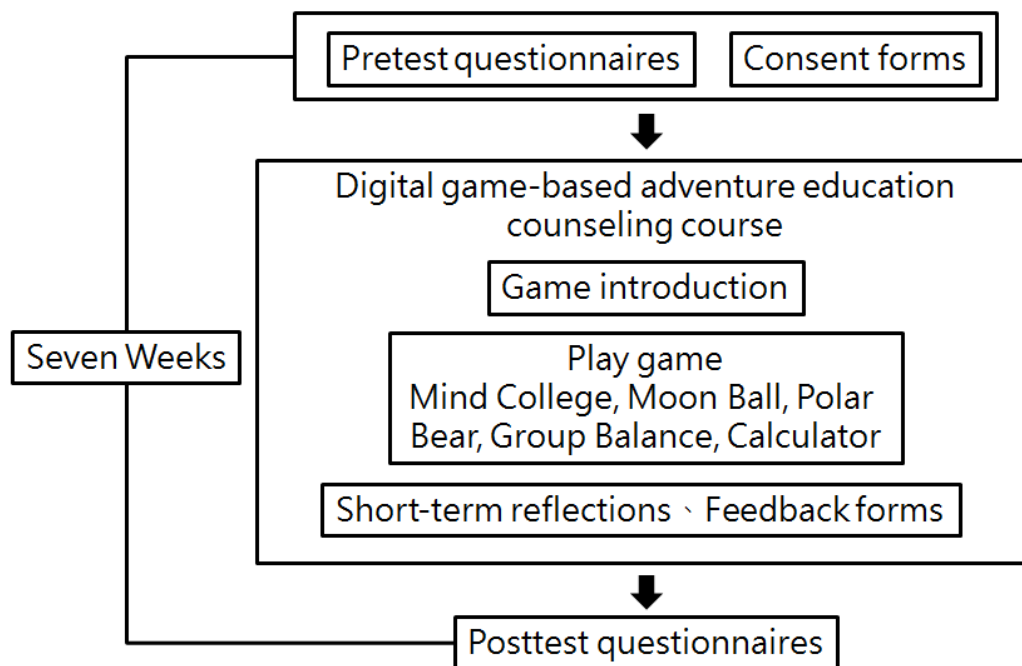 Pretest questionnaires
Consent forms
Digital game-based adventure education
counseling course
Game introduction
Seven Weeks
Play game
Mind College, Moon Ball, Polar
Bear, Group Balance, Calculator
Short-term reflections、Feedback forms
Posttest questionnaires